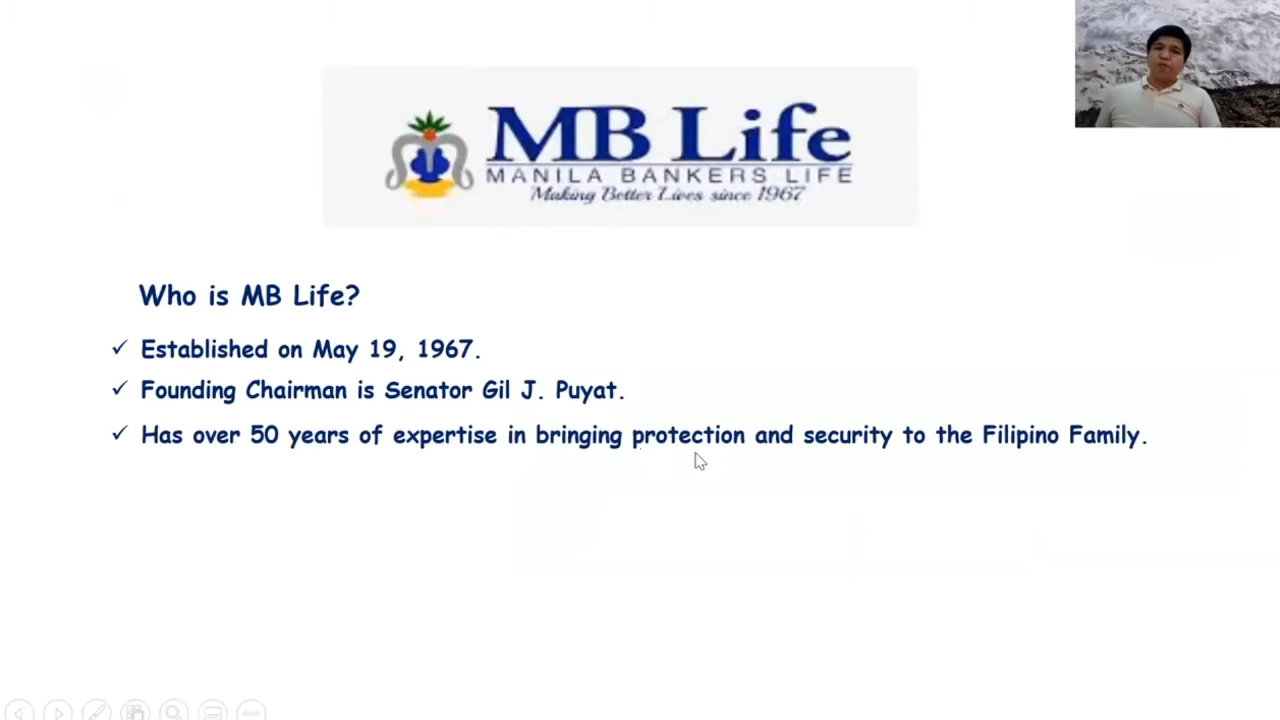 MB Life
MANILA BANKERS LIFE
Making Better Lives since 1967
Who is MB Life?
✓ Established on May 19, 1967.
✓ Founding Chairman is Senator Gil J. Puyat.
✓ Has over 50 years of expertise in bringing protection and security to the Filipino Family.